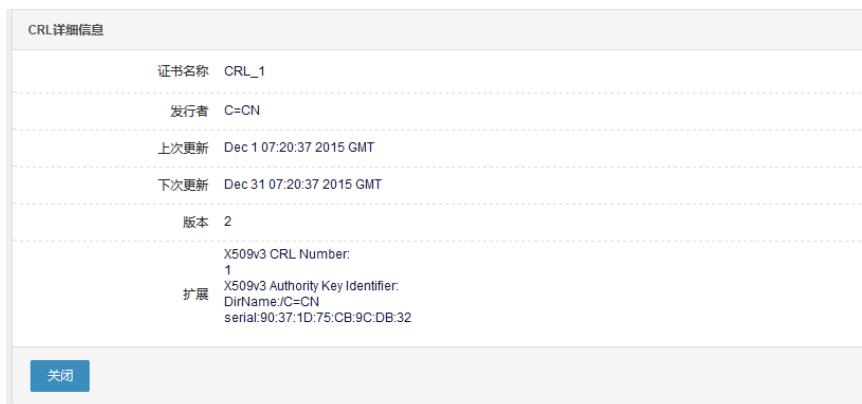 CRL详细信息
证书名称 CRL_1
发行者 C=CN
上次更新 Dec 1 07:20:37 2015 GMT
下次更新 Dec 31 07:20:37 2015 GMT
版本 2
扩展 X509v3 CRL Number:
1
X509v3 Authority Key Identifier:
DirName:/C=CN
serial:90:37:1D:75:CB:9C:DB:32
关闭